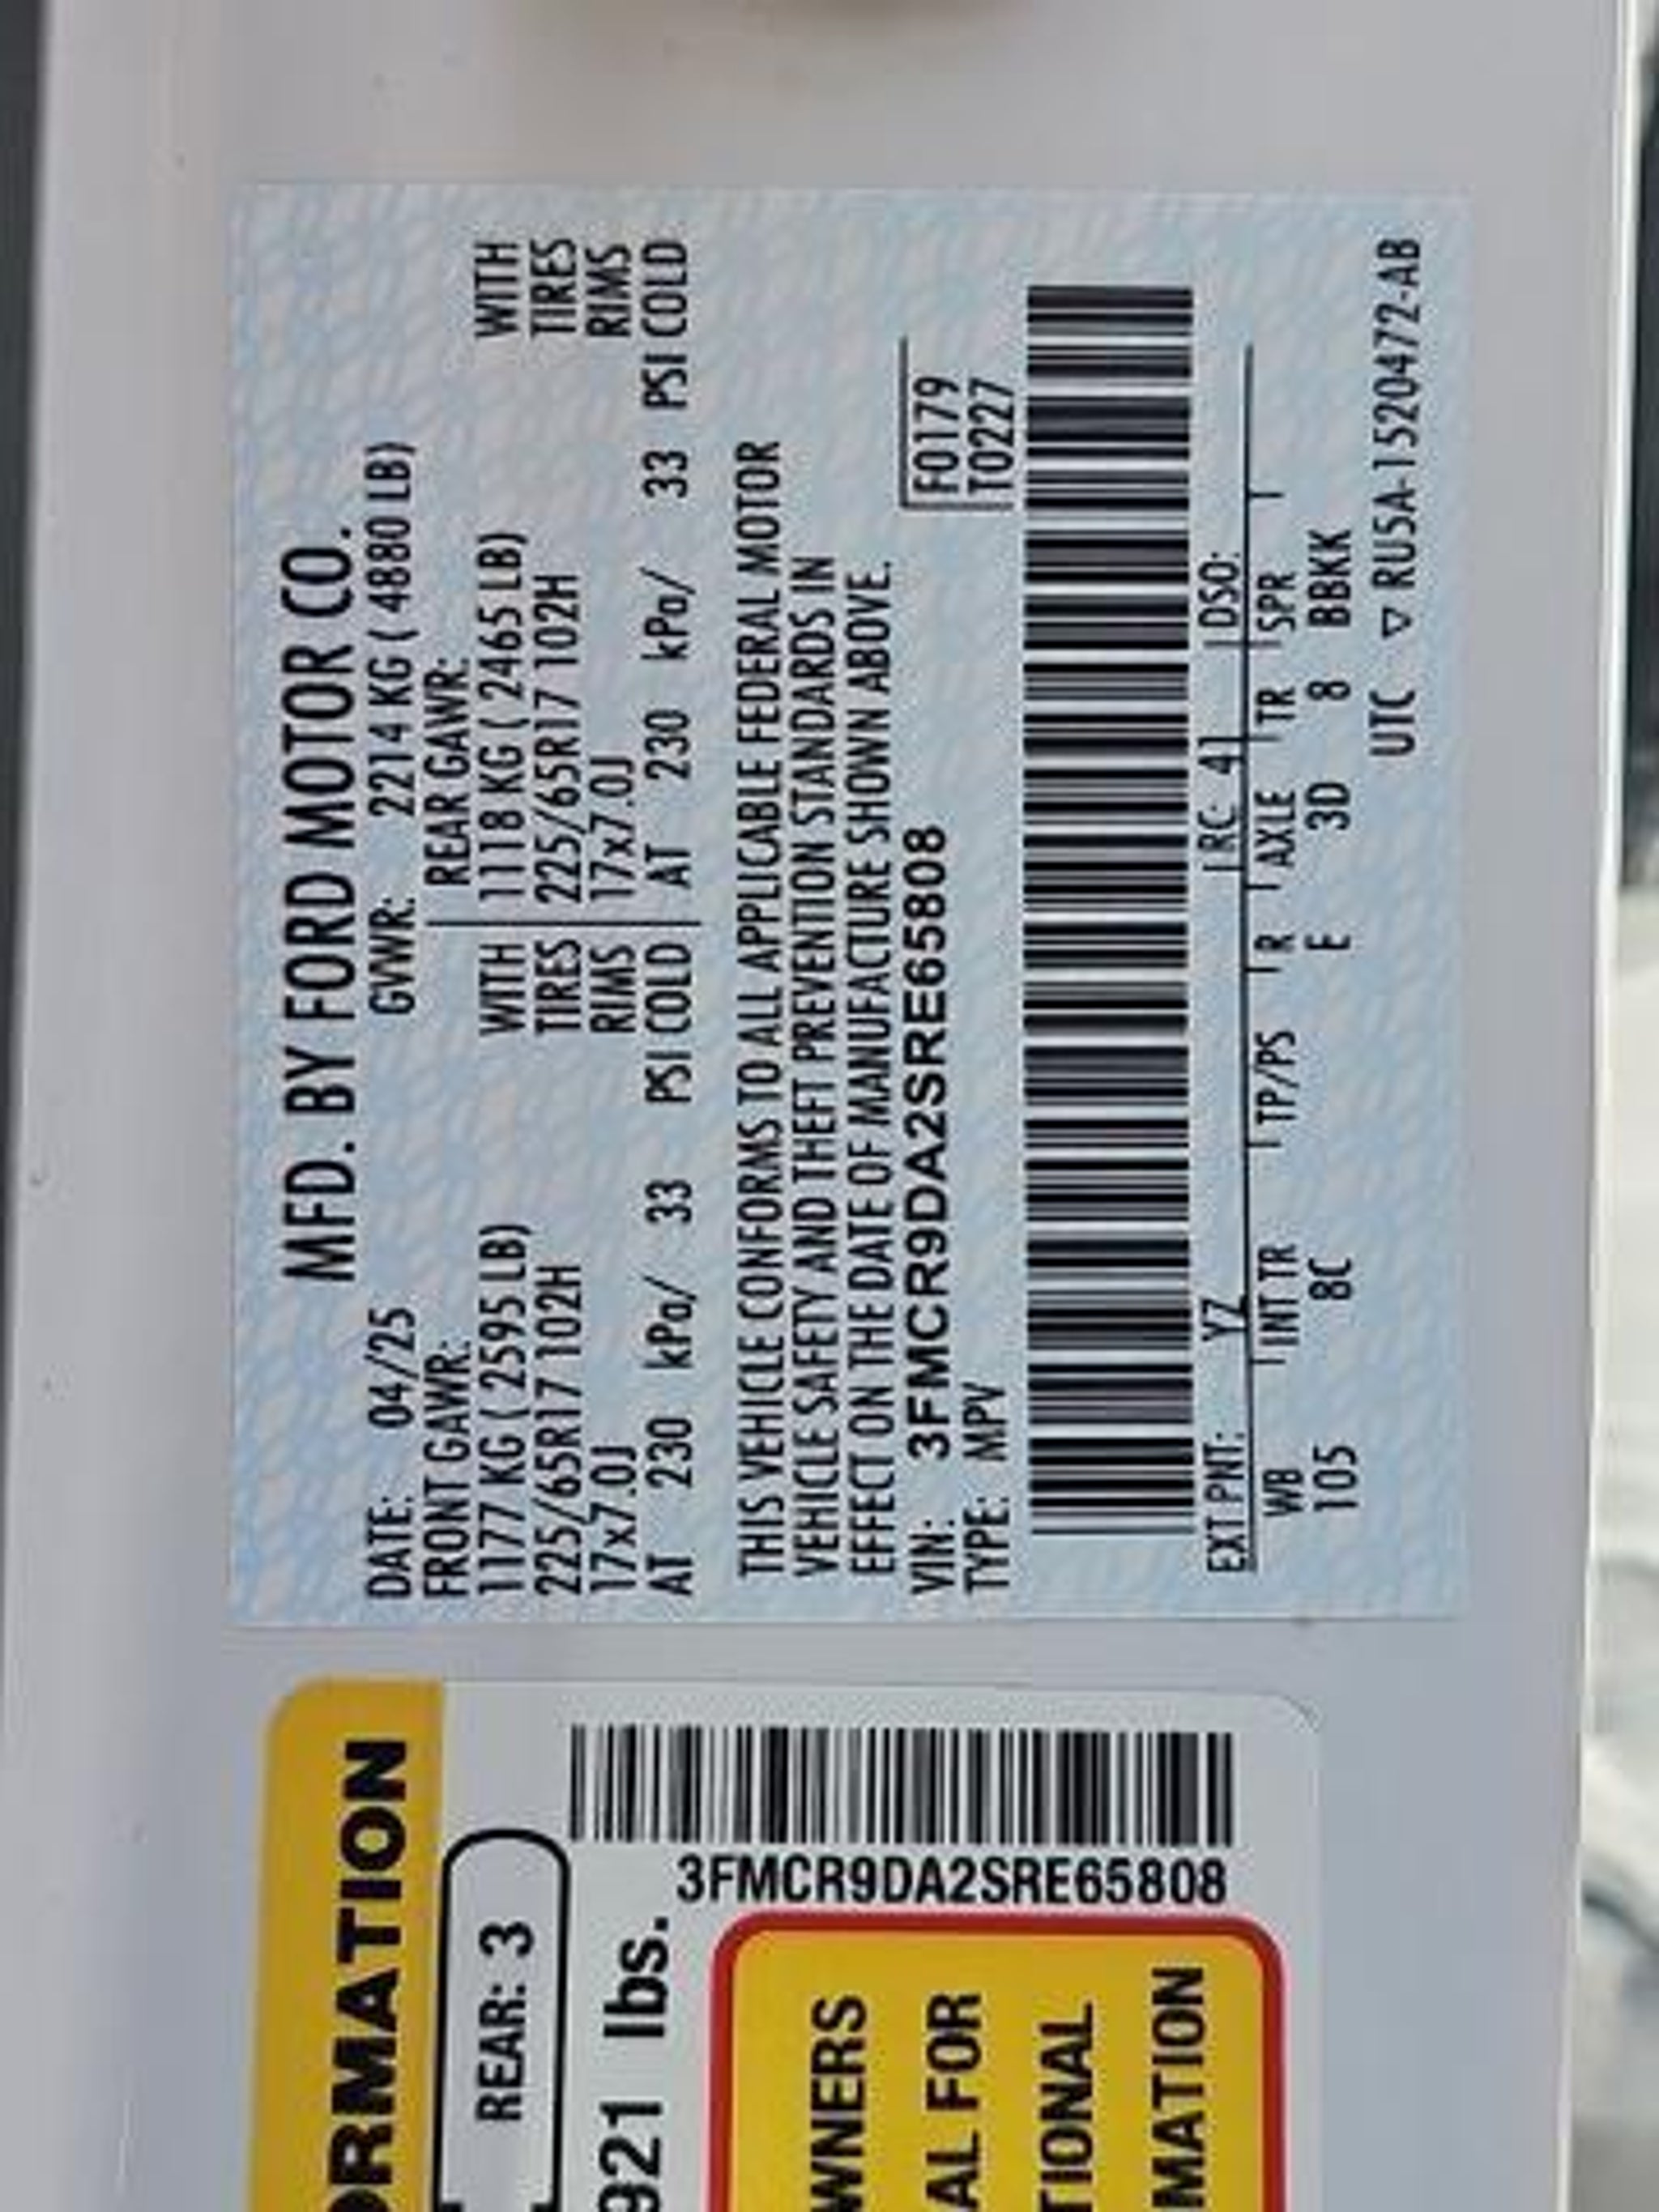 MFD. BY FORD MOTOR CO.
DATE: 04/25 GVWR: 2214 KG ( 4880 LB)
FRONT GAWR: REAR GAWR:
1177 KG ( 2595 LB) WITH 1118 KG ( 2465 LB) WITH
225/65R17 102H TIRES 225/65R17 102H TIRES
17x7.0J RIMS 17x7.0J RIMS
AT 230 kPa/ 33 PSI COLD AT 230 kPa/ 33 PSI COLD
THIS VEHICLE CONFORMS TO ALL APPLICABLE FEDERAL MOTOR
VEHICLE SAFETY AND THEFT PREVENTION STANDARDS IN
EFFECT ON THE DATE OF MANUFACTURE SHOWN ABOVE.
VIN: 3FMCR9DA2SRE65808 F0179
TYPE: MPV T0227
EXT PNT: YZ RC: 41 DSO:
WB INT TR TP/PS R AXLE TR SPR
105 8C E 3D 8 BBKK
UTC ▽ RU5A-1520472-AB
ORMATION
REAR: 3
921 lbs.
3FMCR9DA2SRE65808
WNERS
AL FOR
TIONAL
MATION